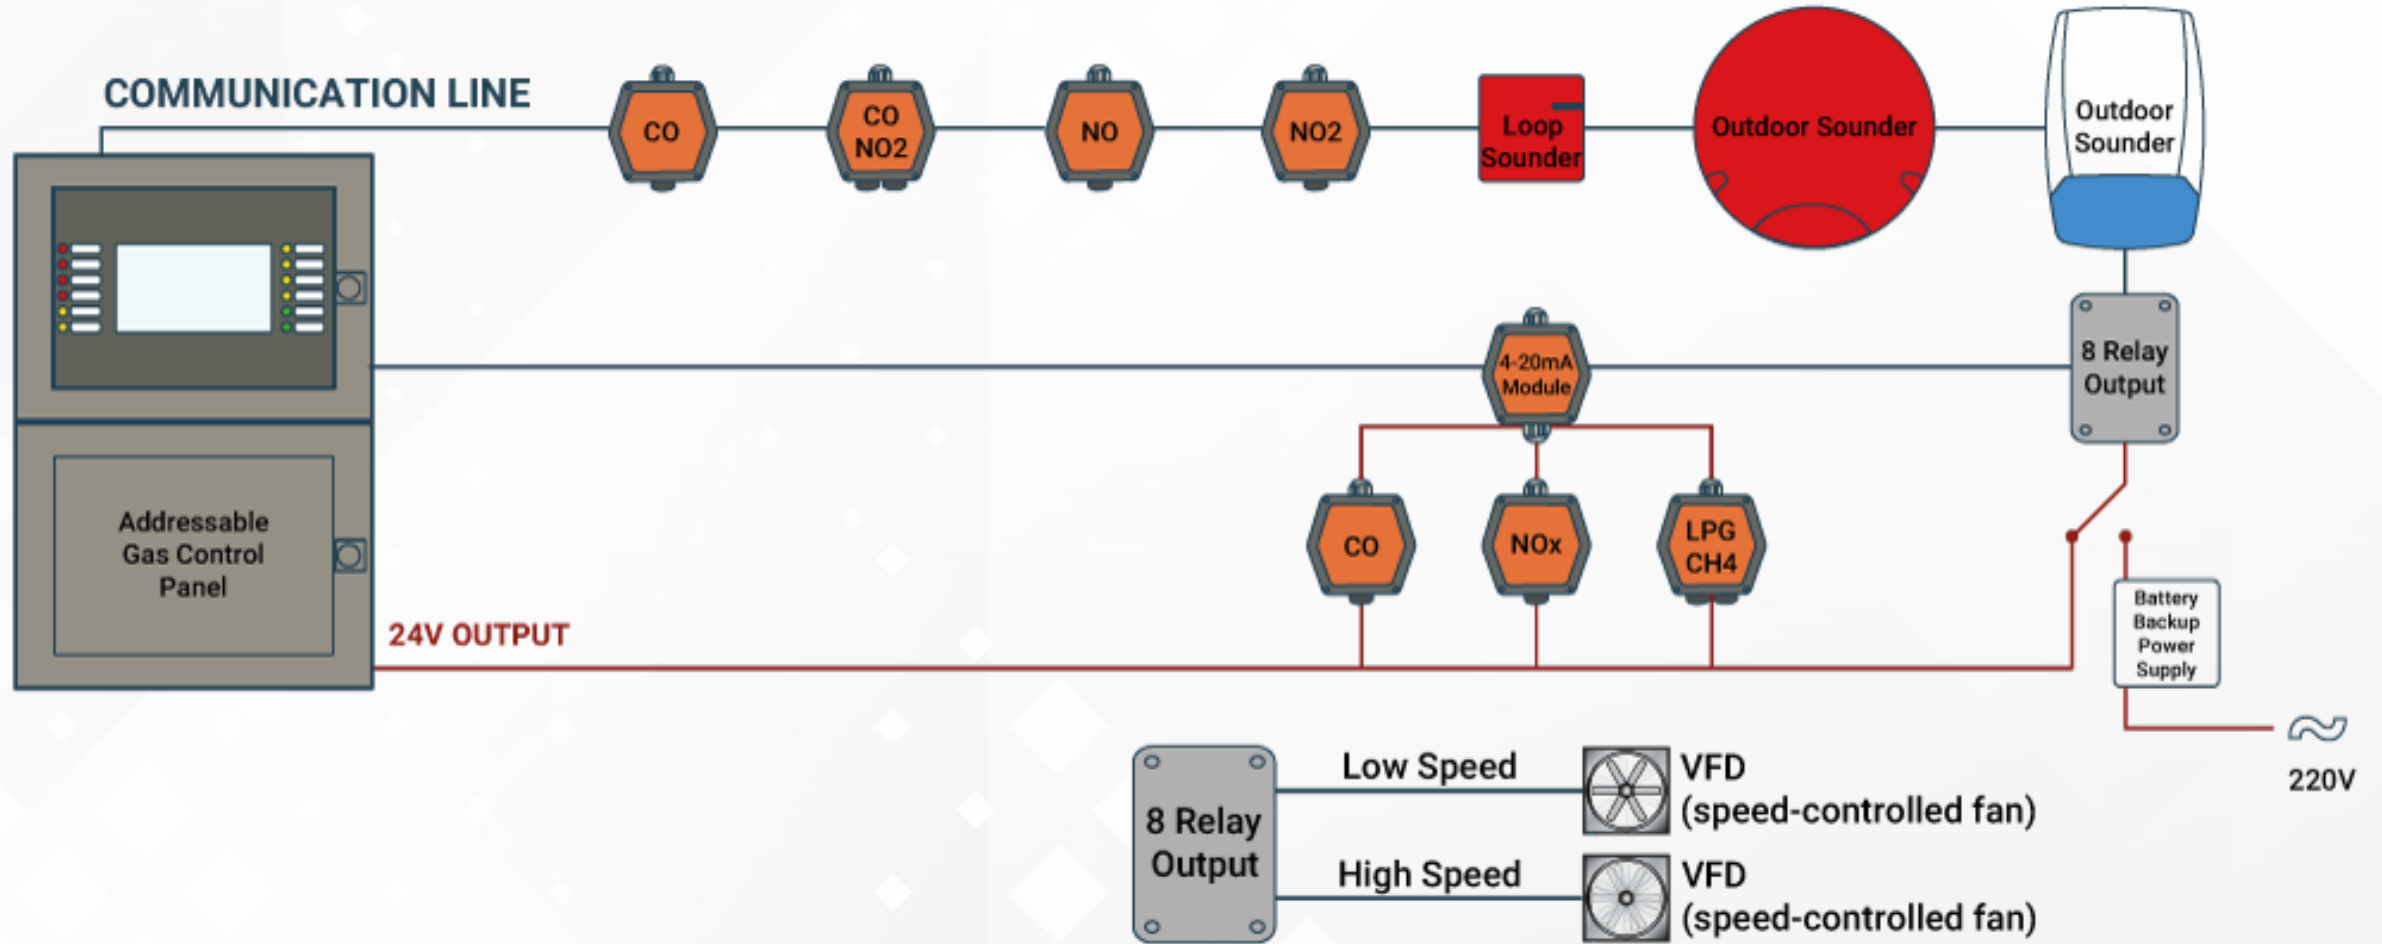 COMMUNICATION LINE
CO
CO
NO2
NO
NO2
Loop
Sounder
Outdoor Sounder
Outdoor
Sounder
4-20mA
Module
8 Relay
Output
Addressable
Gas Control
Panel
CO
NOx
LPG
CH4
24V OUTPUT
Battery
Backup
Power
Supply
220V
8 Relay
Output
Low Speed
VFD
(speed-controlled fan)
High Speed
VFD
(speed-controlled fan)